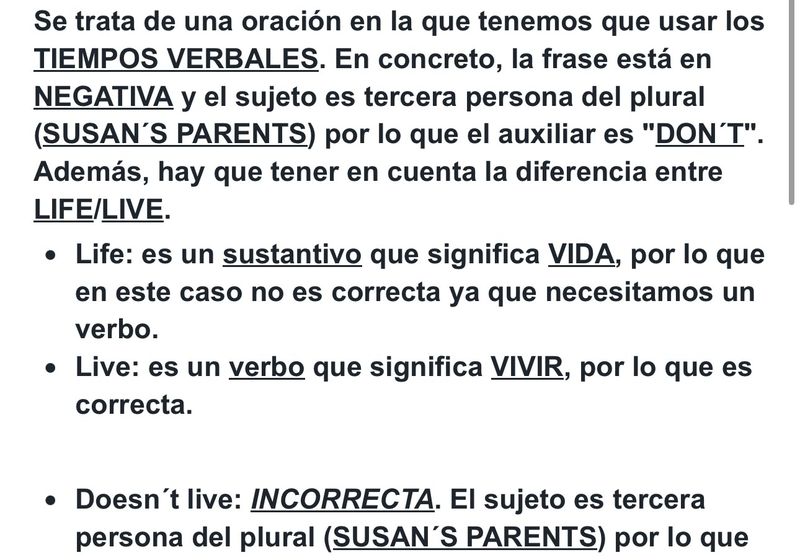 Se trata de una oración en la que tenemos que usar los
TIEMPOS VERBALES. En concreto, la frase está en
NEGATIVA y el sujeto es tercera persona del plural
(SUSAN´S PARENTS) por lo que el auxiliar es "DON´T".
Además, hay que tener en cuenta la diferencia entre
LIFE/LIVE.
• Life: es un sustantivo que significa VIDA, por lo que
en este caso no es correcta ya que necesitamos un
verbo.
• Live: es un verbo que significa VIVIR, por lo que es
correcta.
• Doesn´t live: INCORRECTA. El sujeto es tercera
persona del plural (SUSAN´S PARENTS) por lo que